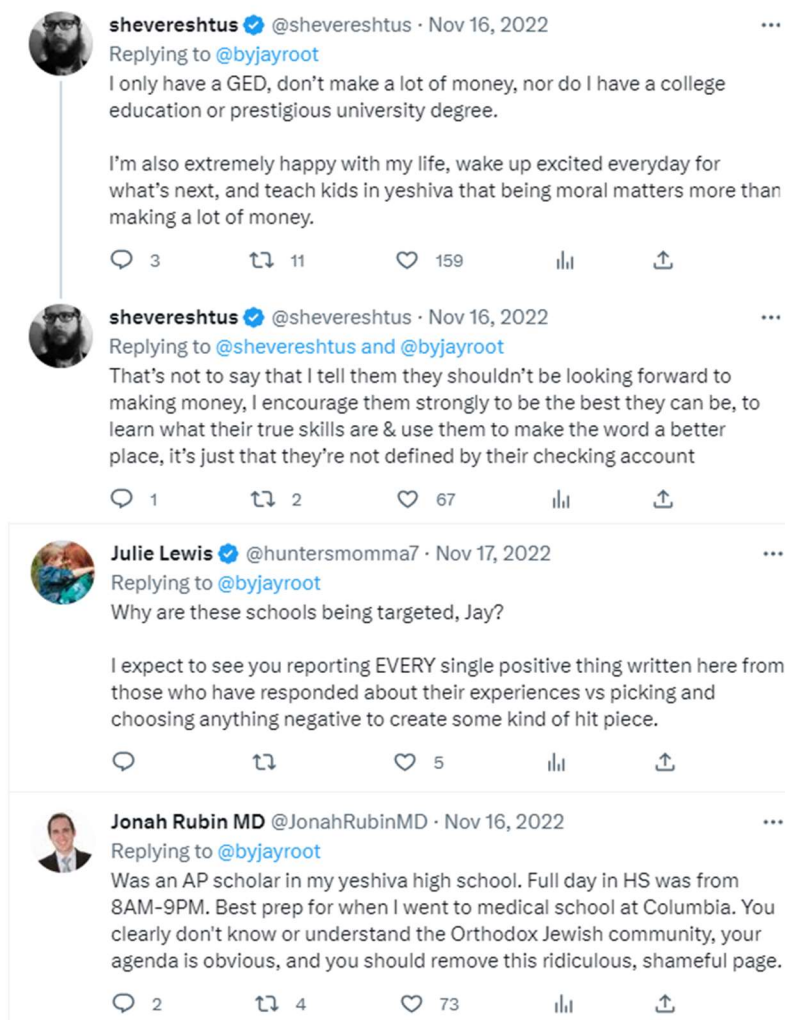 shevereshtus @shevereshtus · Nov 16, 2022
Replying to @byjayroot
I only have a GED, don’t make a lot of money, nor do I have a college
education or prestigious university degree.
I’m also extremely happy with my life, wake up excited everyday for
what’s next, and teach kids in yeshiva that being moral matters more than
making a lot of money.
3 11 159
shevereshtus @shevereshtus · Nov 16, 2022
Replying to @shevereshtus and @byjayroot
That’s not to say that I tell them they shouldn’t be looking forward to
making money, I encourage them strongly to be the best they can be, to
learn what their true skills are & use them to make the word a better
place, it’s just that they’re not defined by their checking account
1 2 67
Julie Lewis @huntersmomma7 · Nov 17, 2022
Replying to @byjayroot
Why are these schools being targeted, Jay?
I expect to see you reporting EVERY single positive thing written here from
those who have responded about their experiences vs picking and
choosing anything negative to create some kind of hit piece.
5
Jonah Rubin MD @JonahRubinMD · Nov 16, 2022
Replying to @byjayroot
Was an AP scholar in my yeshiva high school. Full day in HS was from
8AM-9PM. Best prep for when I went to medical school at Columbia. You
clearly don't know or understand the Orthodox Jewish community, your
agenda is obvious, and you should remove this ridiculous, shameful page.
2 4 73